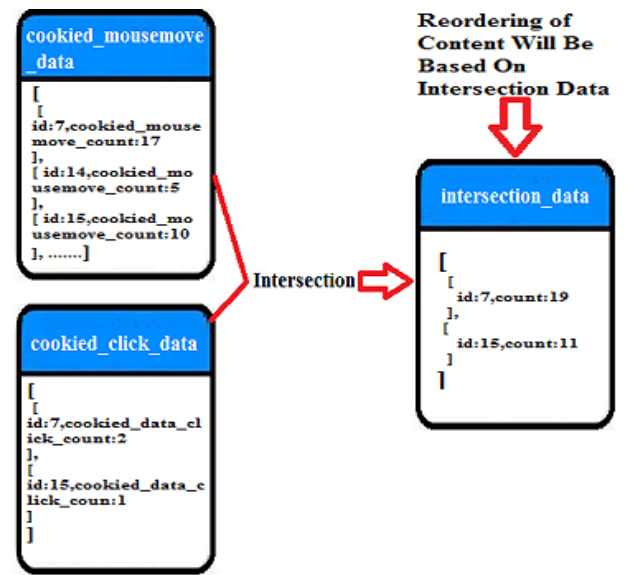 cookied_mousemove
_data
[
[
id:7,cookied_mouse
move_count:17
],
[ id:14,cookied_mo
usemove_count:5
],
[ id:15,cookied_mo
usemove_count:10
], .......]
cookied_click_data
[
[
id:7,cookied_data_cl
ick_count:2
],
[
id:15,cookied_data_c
lick_coun:1
]
]
Intersection
Reordering of
Content Will Be
Based On
Intersection Data
intersection_data
[
[
id:7,count:19
],
[
id:15,count:11
]
]